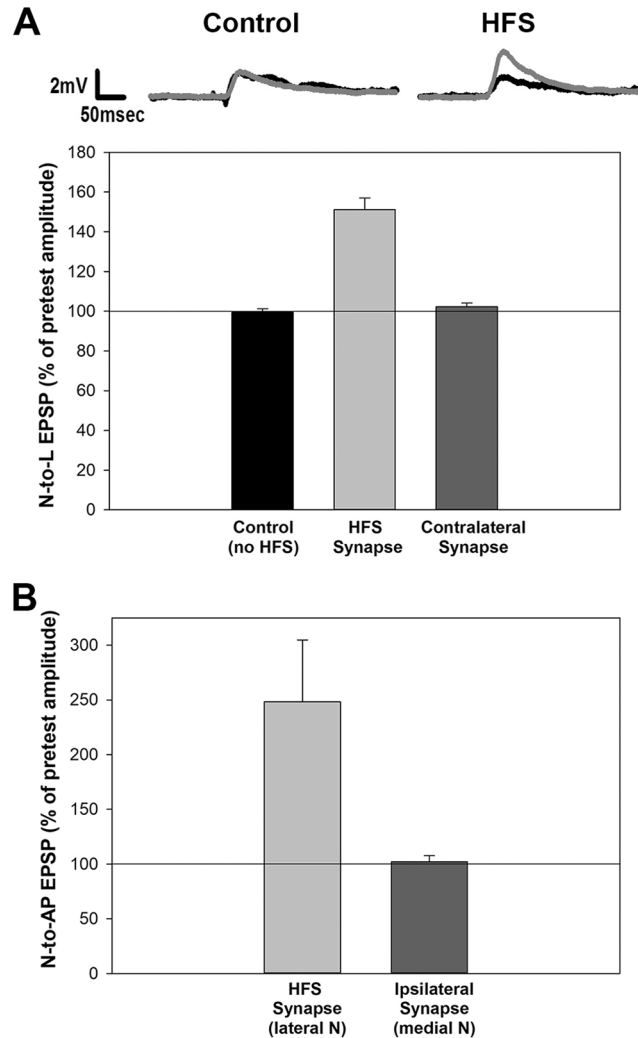 A
Control
HFS
2mV
50msec
N-to-L EPSP (% of pretest amplitude)
180
160
140
120
100
80
60
40
20
0
Control
(no HFS)
HFS
Synapse
Contralateral
Synapse
B
N-to-AP EPSP (% of pretest amplitude)
300
250
200
150
100
50
0
HFS
Synapse
(lateral N)
Ipsilateral
Synapse
(medial N)